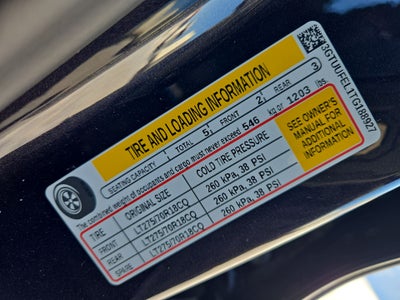 TIRE AND LOADING INFORMATION
SEATING CAPACITY | TOTAL 5 | FRONT 2 | REAR 3
The combined weight of occupants and cargo must never exceed 546 kg or 1203 lbs.
TIRE ORIGINAL SIZE COLD TIRE PRESSURE
FRONT LT275/70R18CQ 260 kPa, 38 PSI
REAR LT275/70R18CQ 260 kPa, 38 PSI
SPARE LT275/70R18CQ 260 kPa, 38 PSI
SEE OWNER'S
MANUAL FOR
ADDITIONAL
INFORMATION
3GTUUFEL1TG188927